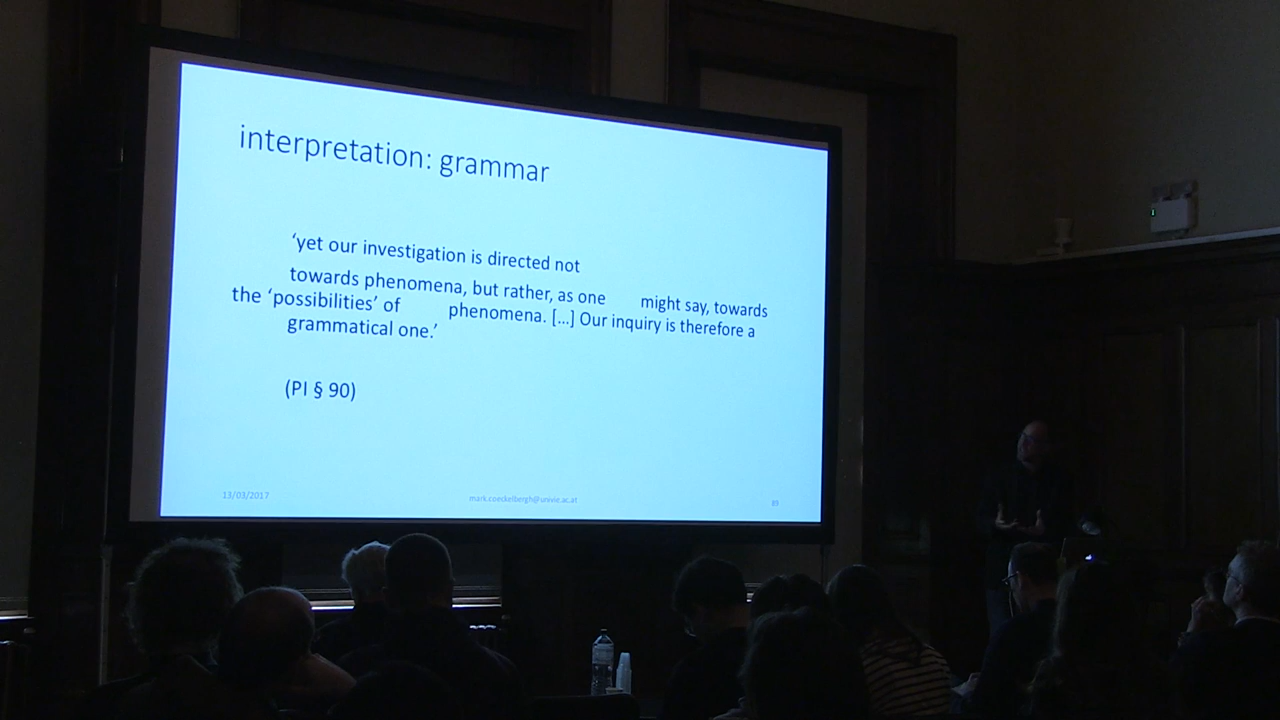 interpretation: grammar
‘yet our investigation is directed not
towards phenomena, but rather, as one might say, towards
the ‘possibilities’ of phenomena. […] Our inquiry is therefore a
grammatical one.’
(PI § 90)
13/03/2017 mark.coeckelbergh@univie.ac.at 89